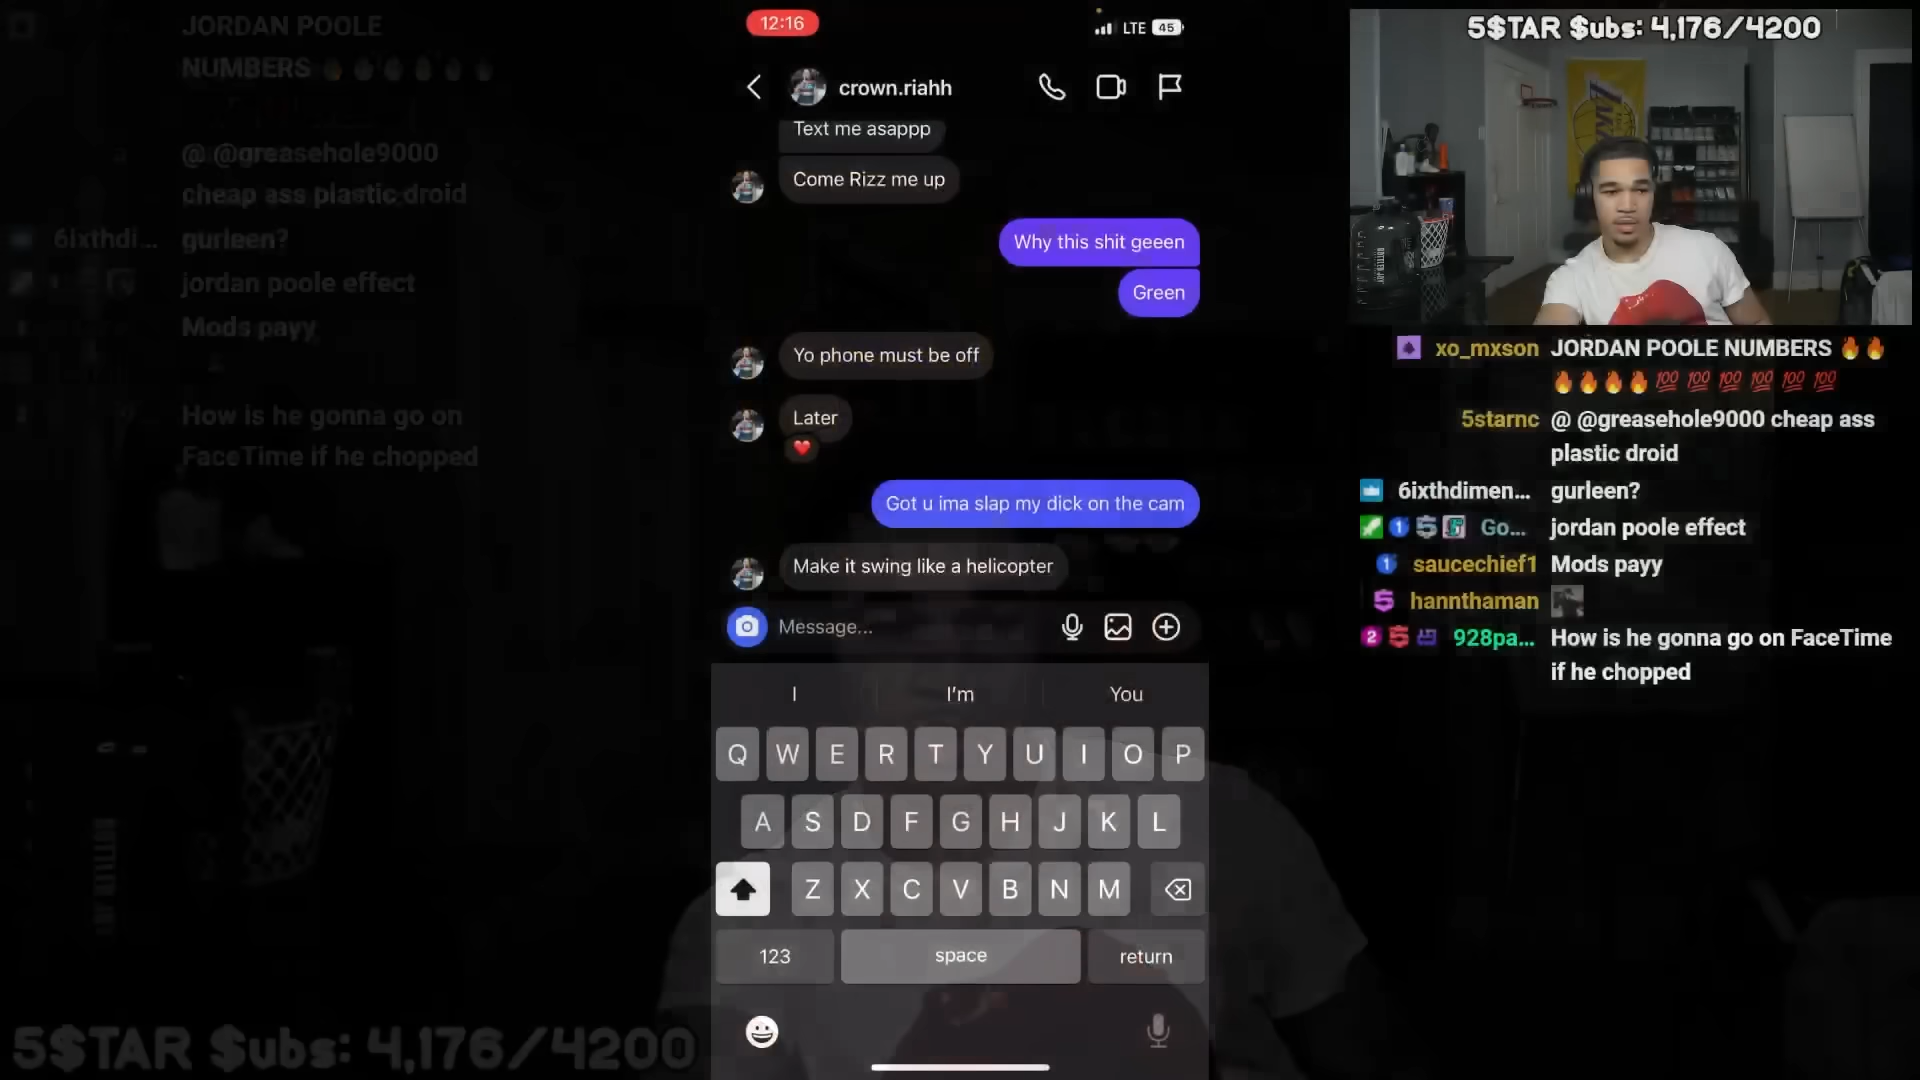 JORDAN POOLE
NUMBERS
@ @greasehole9000
cheap ass plastic droid
6ixthdi... gurleen?
jordan poole effect
Mods payy
How is he gonna go on
FaceTime if he chopped
5$TAR $ubs: 4,176/4200
12:16
LTE 45
crown.riahh
Text me asappp
Come Rizz me up
Why this shit geeen
Green
Yo phone must be off
Later
Got u ima slap my dick on the cam
Make it swing like a helicopter
Message...
I I'm You
Q W E R T Y U I O P
A S D F G H J K L
Z X C V B N M
123 space return
5$TAR $ubs: 4,176/4200
xo_mxson JORDAN POOLE NUMBERS 🔥🔥
🔥🔥🔥🔥💯💯💯💯💯💯
5starnc @ @greasehole9000 cheap ass
plastic droid
6ixthdimen... gurleen?
Go... jordan poole effect
saucechief1 Mods payy
hannthaman
928pa... How is he gonna go on FaceTime
if he chopped